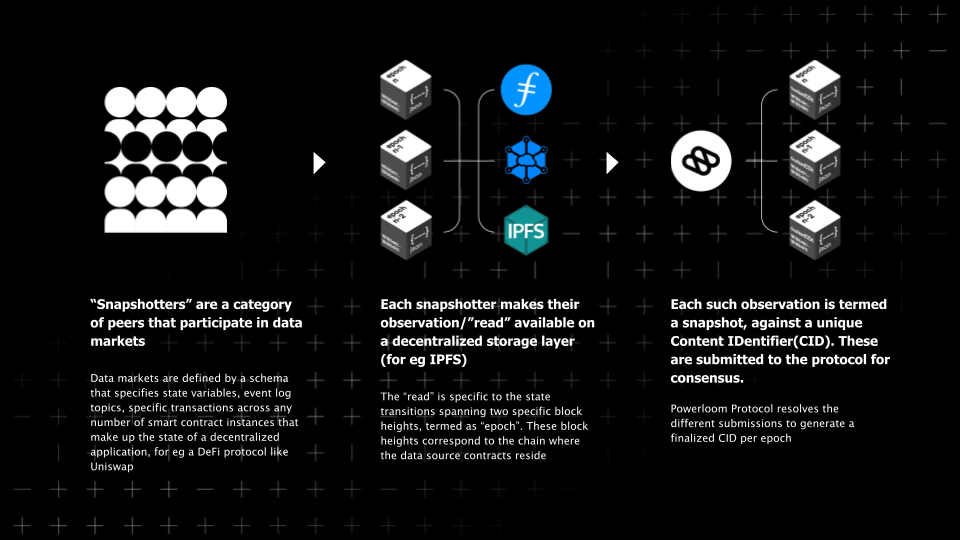 epoch
n
{---}
json
epoch
n-1
{---}
json
epoch
n-2
{---}
json
IPFS
epoch
n
{---}
json
epoch
n-1
{---}
json
epoch
n-2
{---}
json
“Snapshotters” are a category
of peers that participate in data
markets
Data markets are defined by a schema
that specifies state variables, event log
topics, specific transactions across any
number of smart contract instances that
make up the state of a decentralized
application, for eg a DeFi protocol like
Uniswap
Each snapshotter makes their
observation/”read” available on
a decentralized storage layer
(for eg IPFS)
The “read” is specific to the state
transitions spanning two specific block
heights, termed as “epoch”. These block
heights correspond to the chain where
the data source contracts reside
Each such observation is termed
a snapshot, against a unique
Content IDentifier(CID). These
are submitted to the protocol for
consensus.
Powerloom Protocol resolves the
different submissions to generate a
finalized CID per epoch